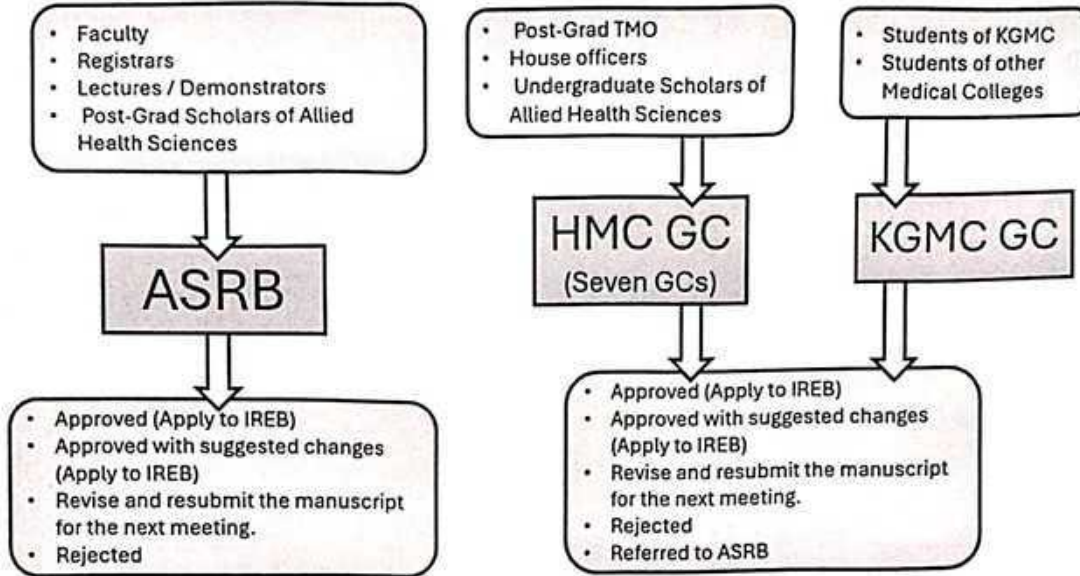 • Faculty
• Registrars
• Lectures / Demonstrators
• Post-Grad Scholars of Allied
Health Sciences
ASRB
• Approved (Apply to IREB)
• Approved with suggested changes
(Apply to IREB)
• Revise and resubmit the manuscript
for the next meeting.
• Rejected
• Post-Grad TMO
• House officers
• Undergraduate Scholars of
Allied Health Sciences
HMC GC
(Seven GCs)
• Students of KGMC
• Students of other
Medical Colleges
KGMC GC
• Approved (Apply to IREB)
• Approved with suggested changes
(Apply to IREB)
• Revise and resubmit the manuscript
for the next meeting.
• Rejected
• Referred to ASRB